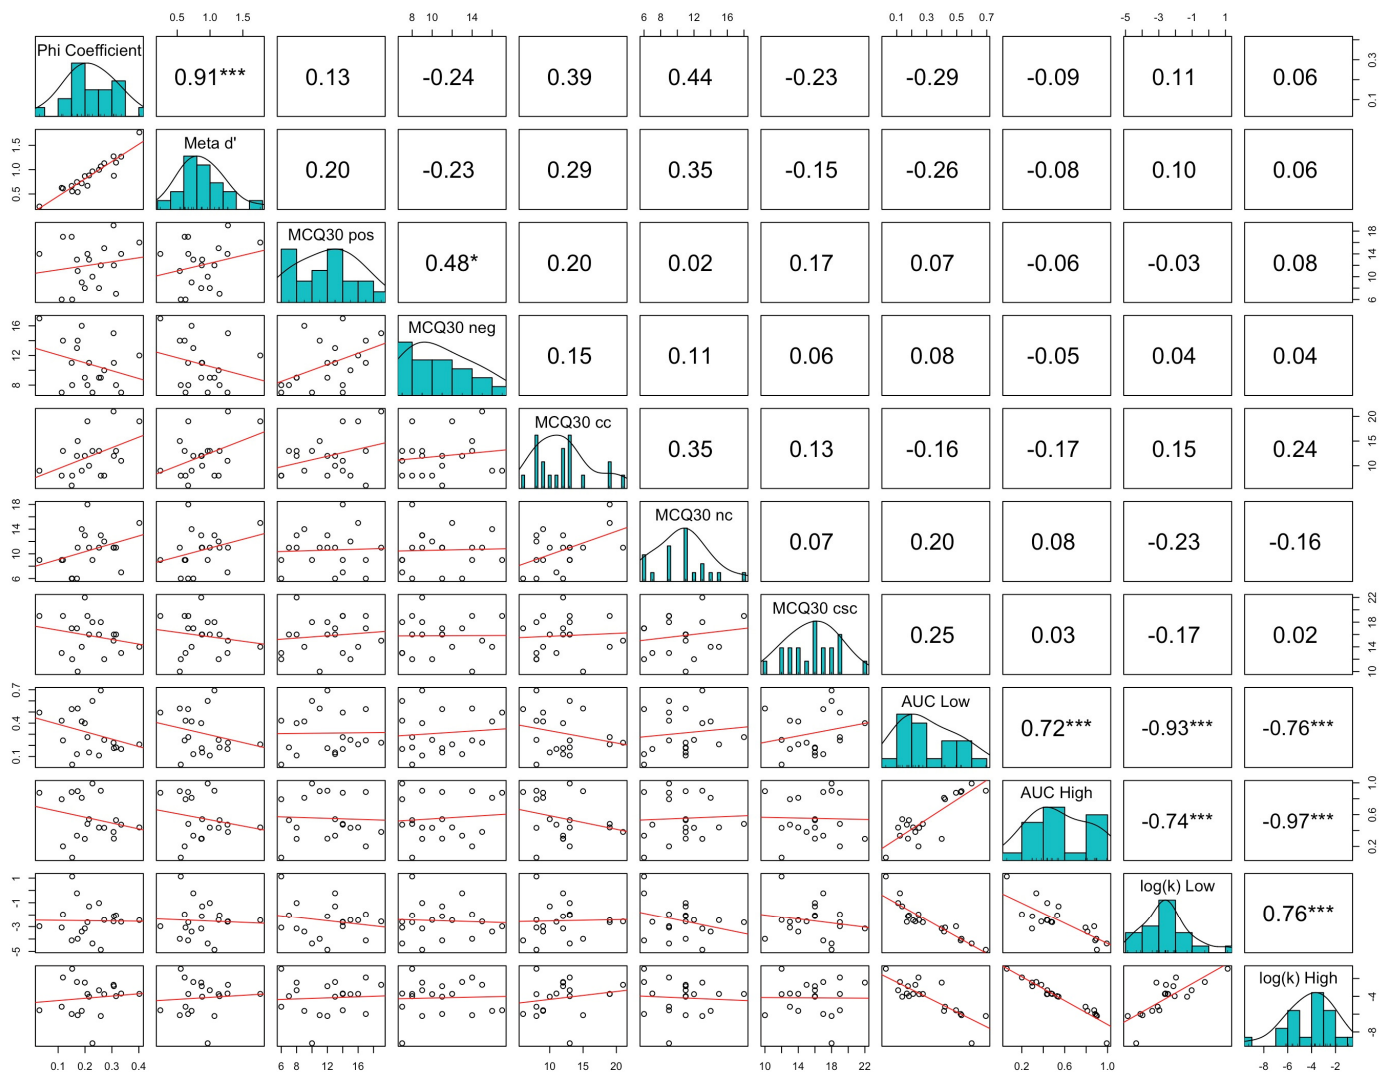 0.5 1.0 1.5 8 10 14 6 8 12 16 0.1 0.3 0.5 0.7 -5 -3 -1 1
Phi Coefficient 0.91*** 0.13 -0.24 0.39 0.44 -0.23 -0.29 -0.09 0.11 0.06 0.1 0.3
0.5 1.0 1.5 Meta d' 0.20 -0.23 0.29 0.35 -0.15 -0.26 -0.08 0.10 0.06
MCQ30 pos 0.48* 0.20 0.02 0.17 0.07 -0.06 -0.03 0.08 6 10 14 18
8 12 16 MCQ30 neg 0.15 0.11 0.06 0.08 -0.05 0.04 0.04
MCQ30 cc 0.35 0.13 -0.16 -0.17 0.15 0.24 10 15 20
6 10 14 18 MCQ30 nc 0.07 0.20 0.08 -0.23 -0.16
MCQ30 csc 0.25 0.03 -0.17 0.02 10 14 18 22
0.1 0.4 0.7 AUC Low 0.72*** -0.93*** -0.76***
AUC High -0.74*** -0.97*** 0.2 0.6 1.0
-5 -3 -1 1 log(k) Low 0.76***
log(k) High -8 -4
0.1 0.2 0.3 0.4 6 8 10 12 14 16 18 5 10 15 20 10 14 18 22 0.2 0.6 1.0 -8 -6 -4 -2